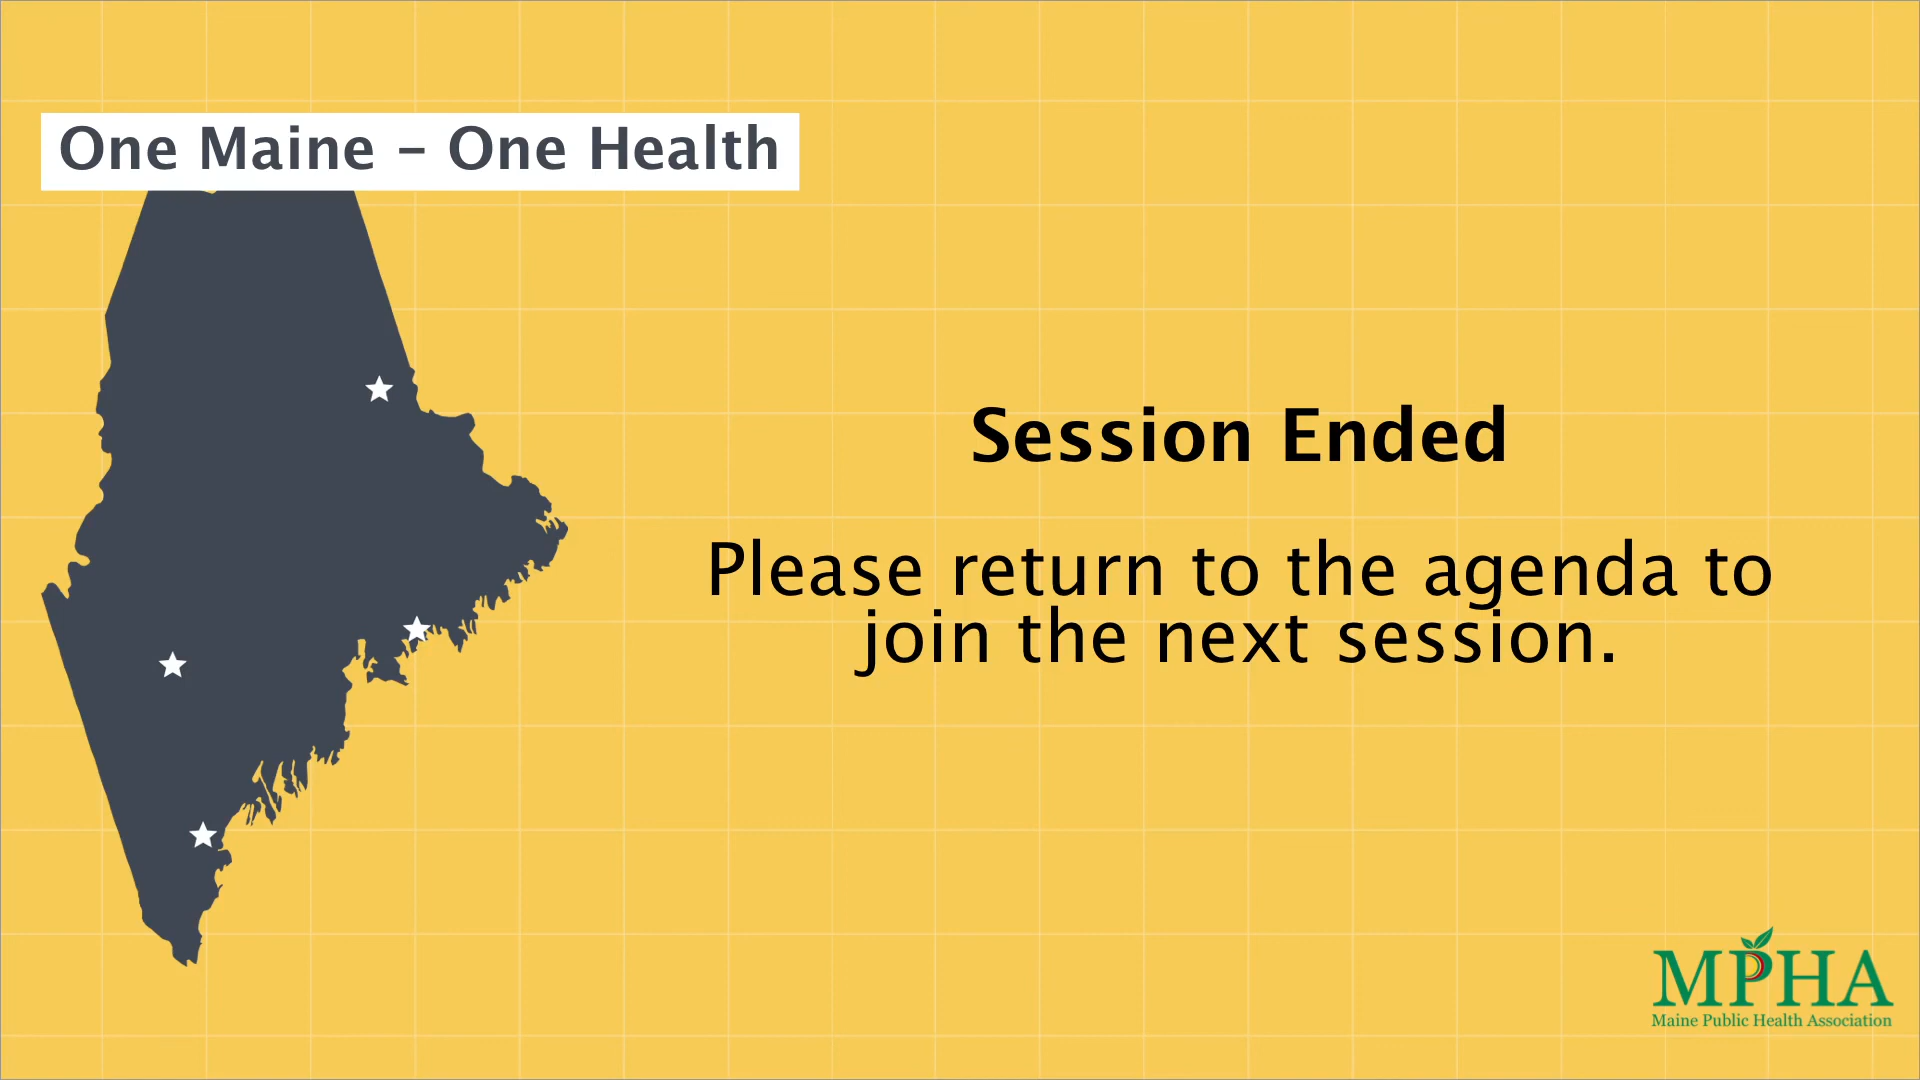 One Maine – One Health
Session Ended
Please return to the agenda to
join the next session.
MPHA
Maine Public Health Association